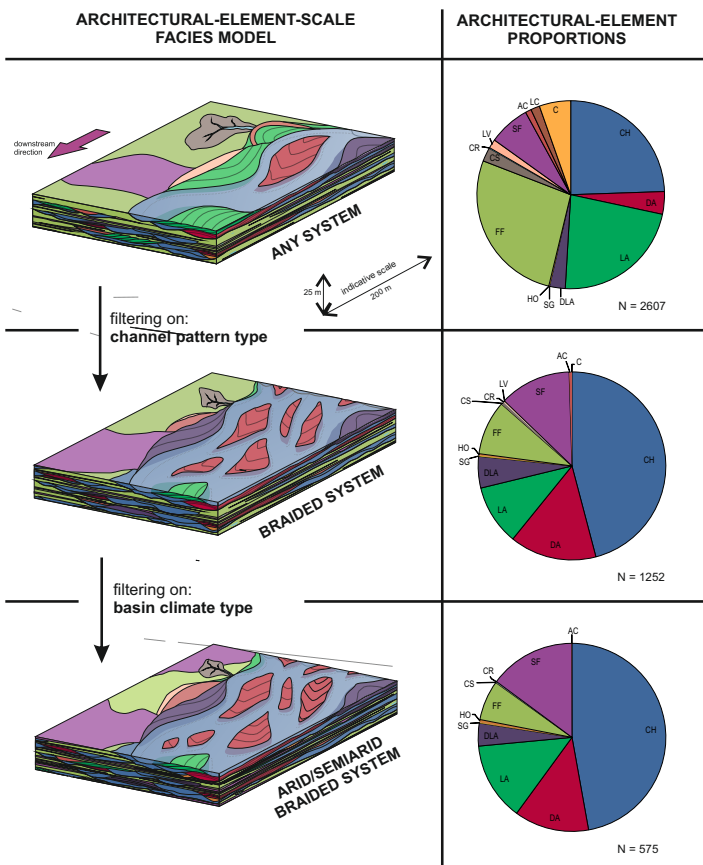 ARCHITECTURAL-ELEMENT-SCALE
FACIES MODEL
ARCHITECTURAL-ELEMENT
PROPORTIONS
downstream
direction
ANY SYSTEM
25 m
indicative scale
200 m
AC
LC
C
SF
LV
CR
CS
CH
DA
FF
LA
HO
SG
DLA
N = 2607
filtering on:
channel pattern type
BRAIDED SYSTEM
AC
C
LV
SF
CR
CS
FF
CH
HO
SG
DLA
LA
DA
N = 1252
filtering on:
basin climate type
ARID/SEMIARID
BRAIDED SYSTEM
AC
SF
CR
CS
FF
HO
SG
DLA
CH
LA
DA
N = 575